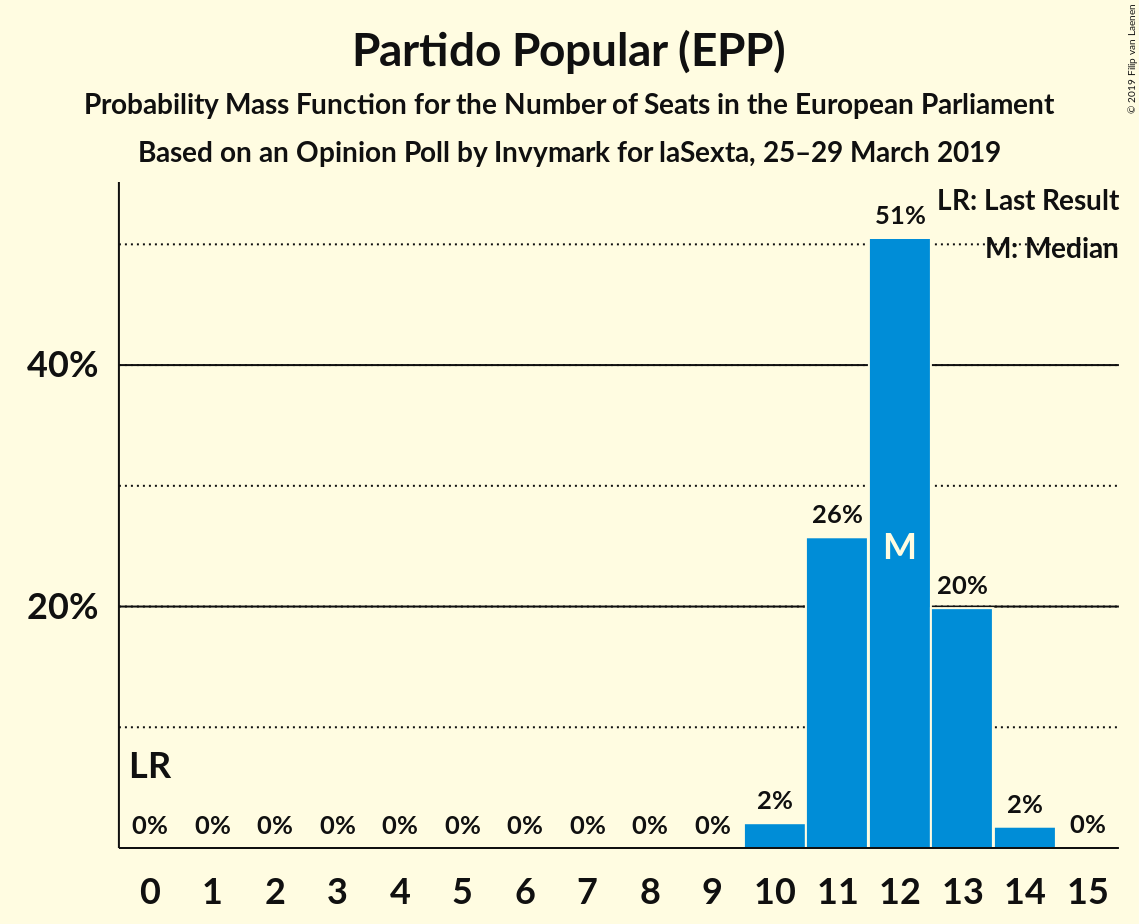 Partido Popular (EPP)
Probability Mass Function for the Number of Seats in the European Parliament
Based on an Opinion Poll by Invymark for laSexta, 25–29 March 2019
© 2019 Filip van Laenen
LR: Last Result
M: Median
51%
40%
26%
M
20%
20%
LR
2%
2%
0% 0% 0% 0% 0% 0% 0% 0% 0% 0% 0%
0 1 2 3 4 5 6 7 8 9 10 11 12 13 14 15